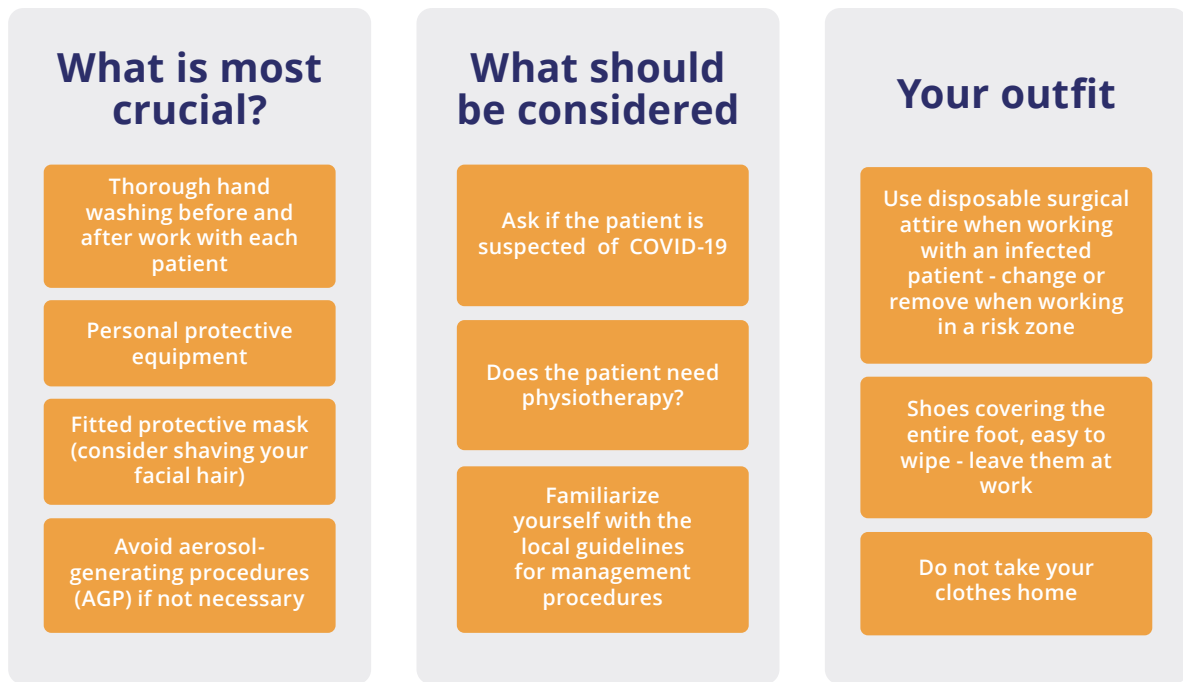 What is most
crucial?
Thorough hand
washing before and
after work with each
patient
Personal protective
equipment
Fitted protective mask
(consider shaving your
facial hair)
Avoid aerosol-
generating procedures
(AGP) if not necessary
What should
be considered
Ask if the patient is
suspected of COVID-19
Does the patient need
physiotherapy?
Familiarize
yourself with the
local guidelines
for management
procedures
Your outfit
Use disposable surgical
attire when working
with an infected
patient - change or
remove when working
in a risk zone
Shoes covering the
entire foot, easy to
wipe - leave them at
work
Do not take your
clothes home